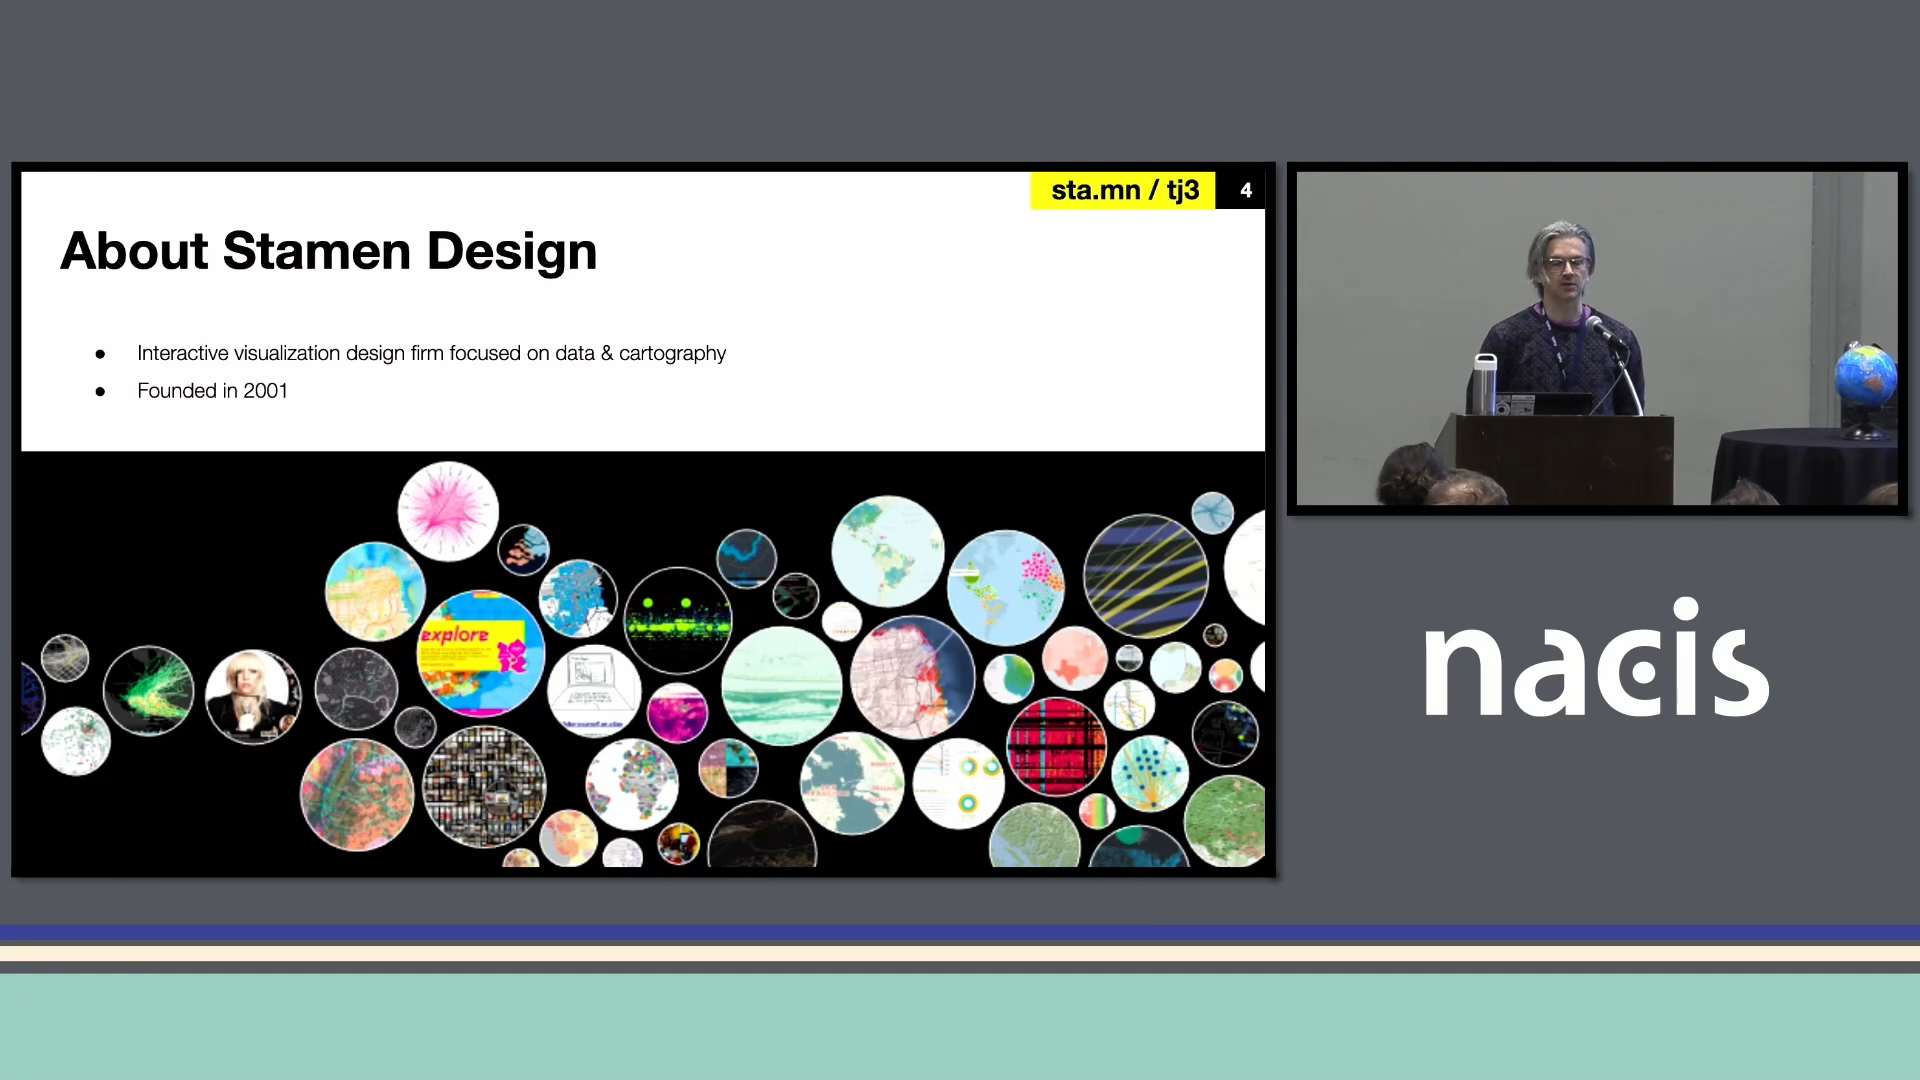 sta.mn / tj3
4
About Stamen Design
● Interactive visualization design firm focused on data & cartography
● Founded in 2001
explore
nacis